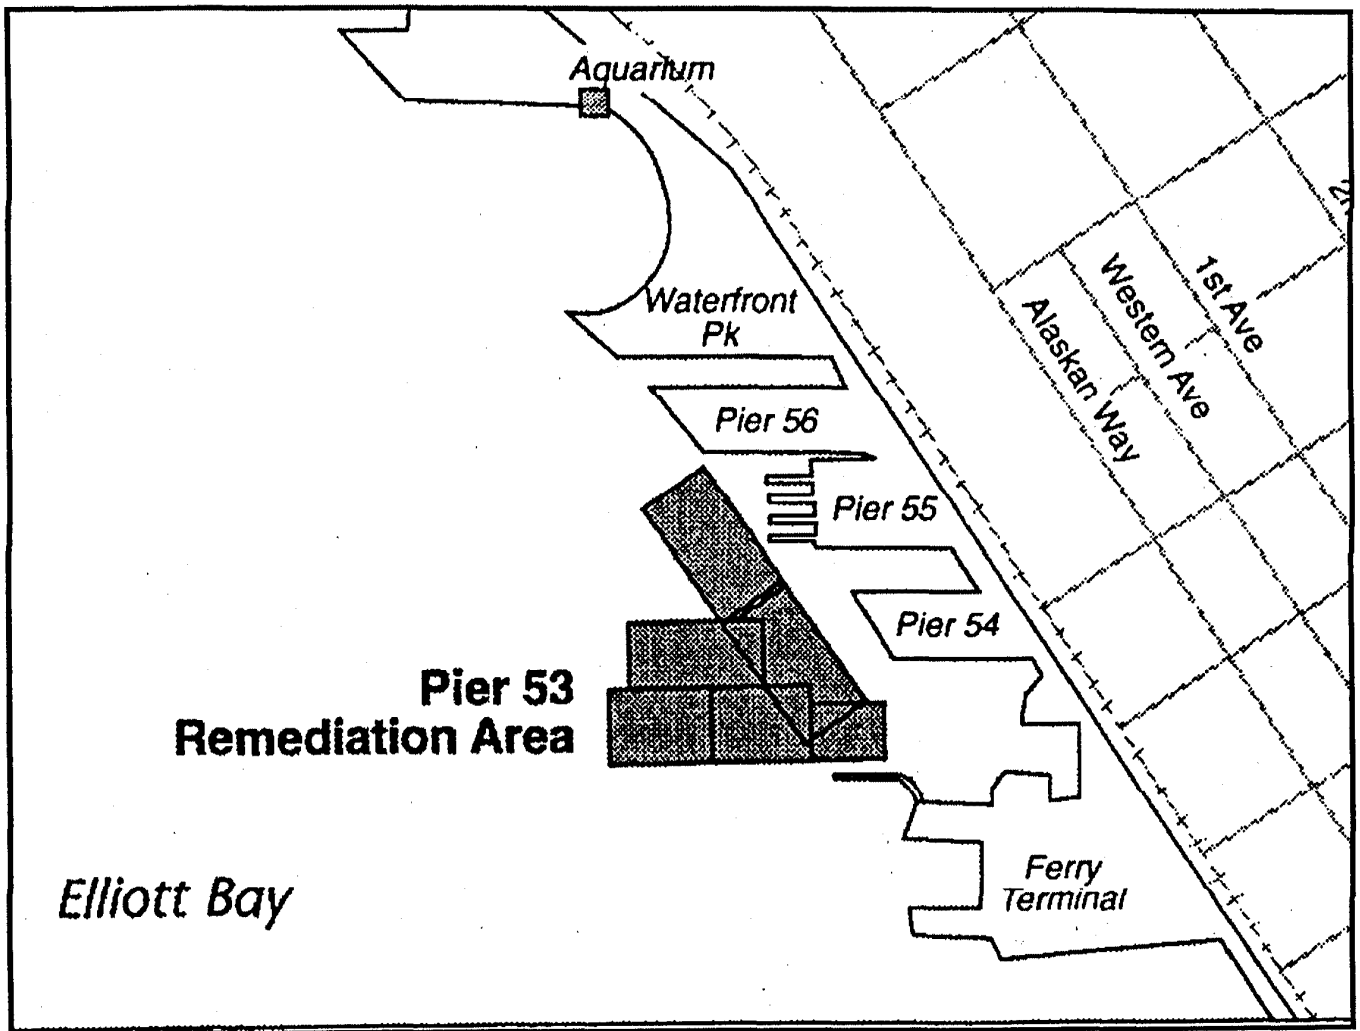 Aquarium
Waterfront
Pk
1st Ave
Western Ave
Alaskan Way
Pier 56
Pier 55
Pier 54
Pier 53
Remediation Area
Ferry
Terminal
Elliott Bay